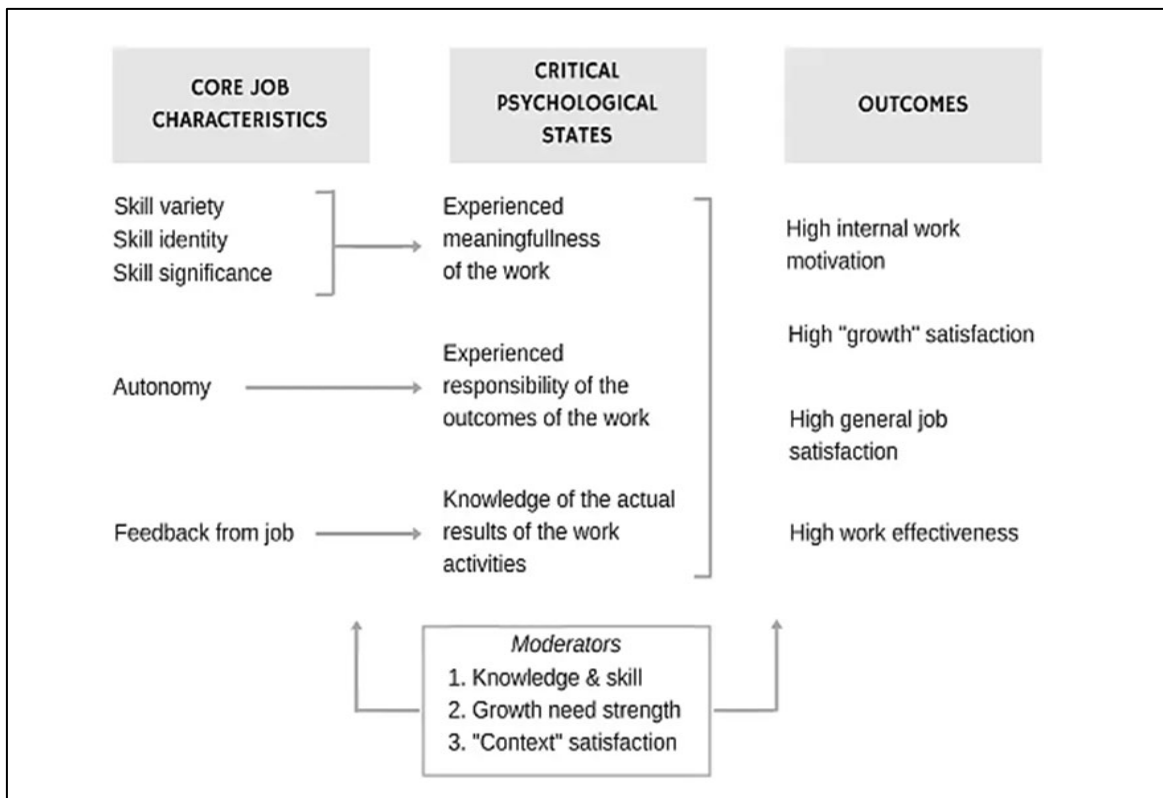 CORE JOB
CHARACTERISTICS
CRITICAL
PSYCHOLOGICAL
STATES
OUTCOMES
Skill variety
Skill identity
Skill significance
Experienced
meaningfullness
of the work
High internal work
motivation
High "growth" satisfaction
Autonomy
Experienced
responsibility of the
outcomes of the work
High general job
satisfaction
Feedback from job
Knowledge of the actual
results of the work
activities
High work effectiveness
Moderators
1. Knowledge & skill
2. Growth need strength
3. "Context" satisfaction